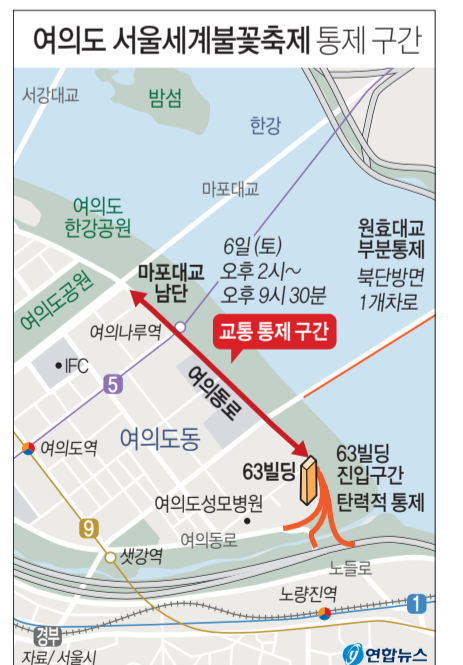 여의도 서울세계불꽃축제 통제 구간
서강대교
밤섬
한강
마포대교
여의도
한강공원
원효대교
부분통제
북단방면
1개차로
6일 (토)
오후 2시~
오후 9시 30분
마포대교
남단
여의도공원
여의나루역
교통 통제 구간
IFC
5
여의동로
여의도동
여의도역
63빌딩
63빌딩
진입구간
탄력적 통제
여의도성모병원
9
여의동로
샛강역
노들로
노량진역
1
경부
자료/ 서울시
연합뉴스